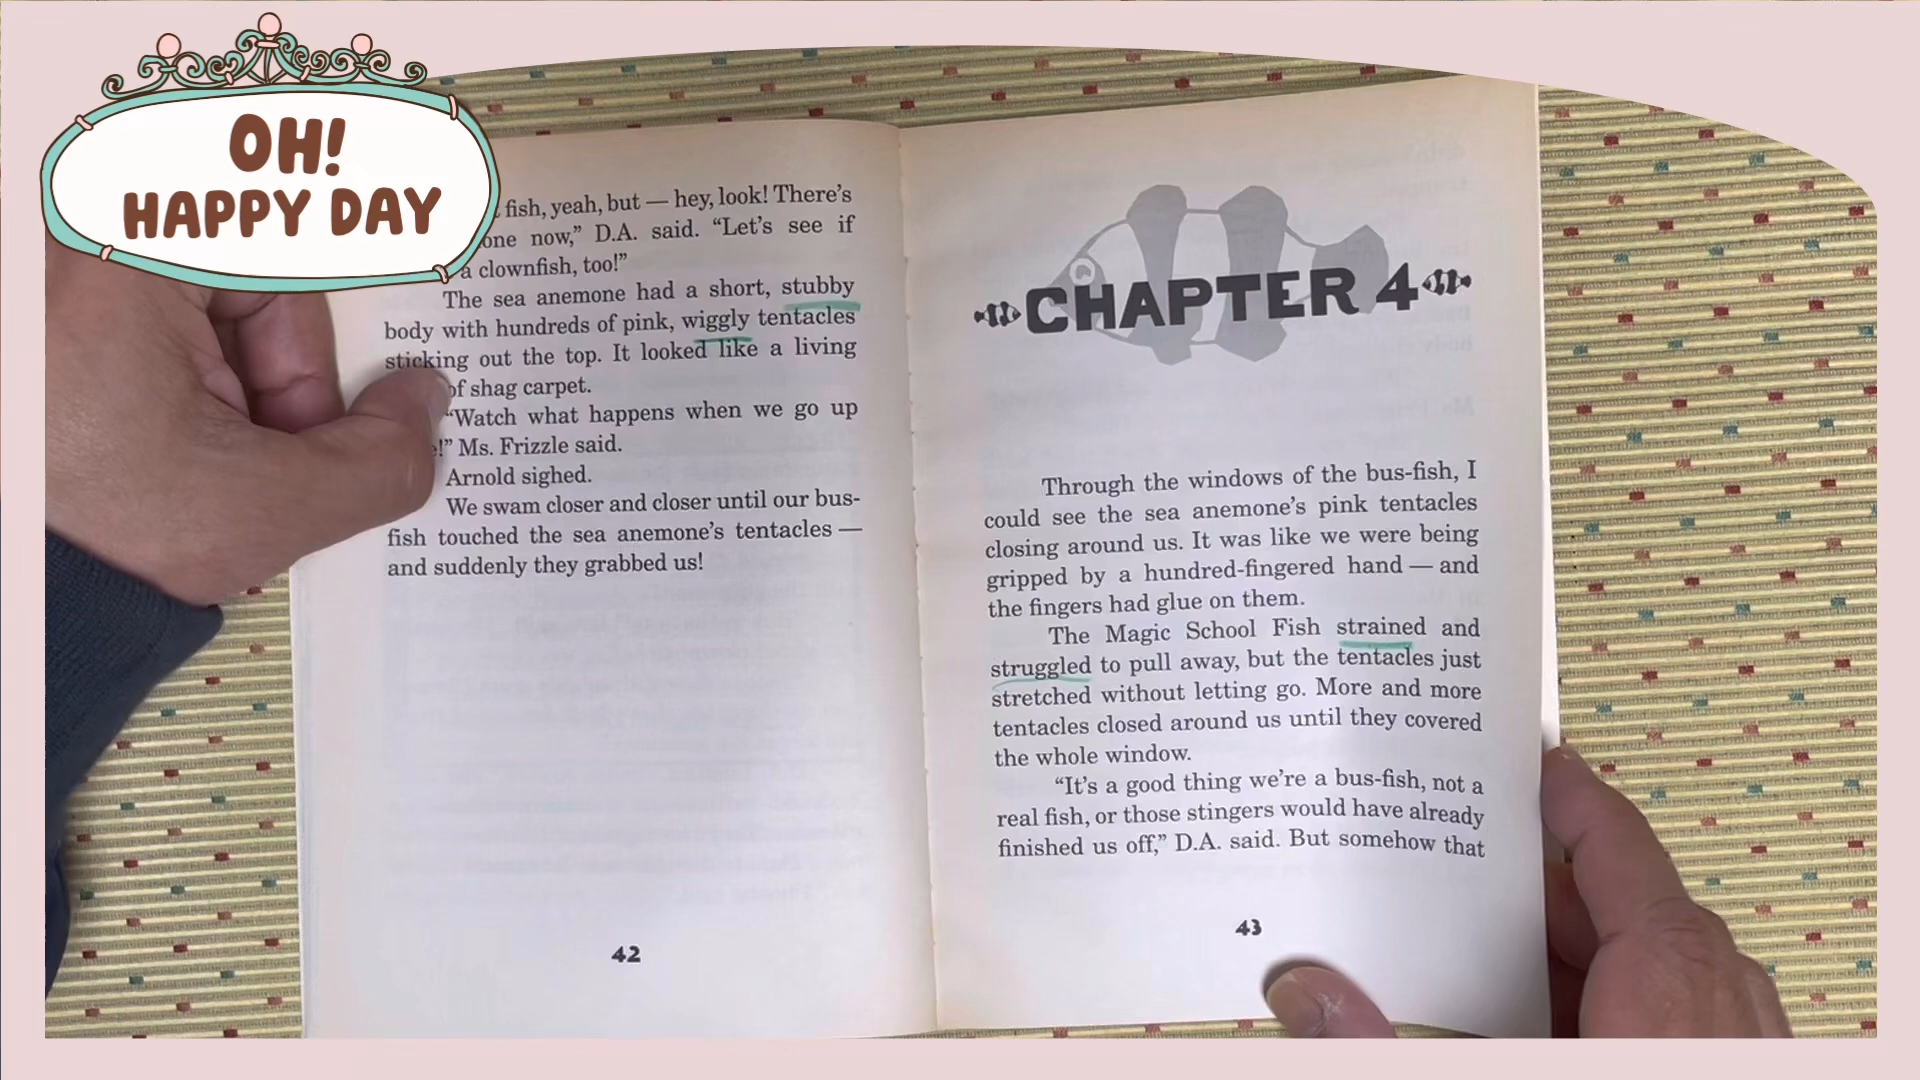 OH!
HAPPY DAY
fish, yeah, but — hey, look! There's
one now,” D.A. said. “Let's see if
a clownfish, too!”
The sea anemone had a short, stubby
body with hundreds of pink, wiggly tentacles
sticking out the top. It looked like a living
of shag carpet.
“Watch what happens when we go up
!” Ms. Frizzle said.
Arnold sighed.
We swam closer and closer until our bus-
fish touched the sea anemone's tentacles —
and suddenly they grabbed us!
42
CHAPTER 4
Through the windows of the bus-fish, I
could see the sea anemone's pink tentacles
closing around us. It was like we were being
gripped by a hundred-fingered hand — and
the fingers had glue on them.
The Magic School Fish strained and
struggled to pull away, but the tentacles just
stretched without letting go. More and more
tentacles closed around us until they covered
the whole window.
“It's a good thing we're a bus-fish, not a
real fish, or those stingers would have already
finished us off,” D.A. said. But somehow that
43